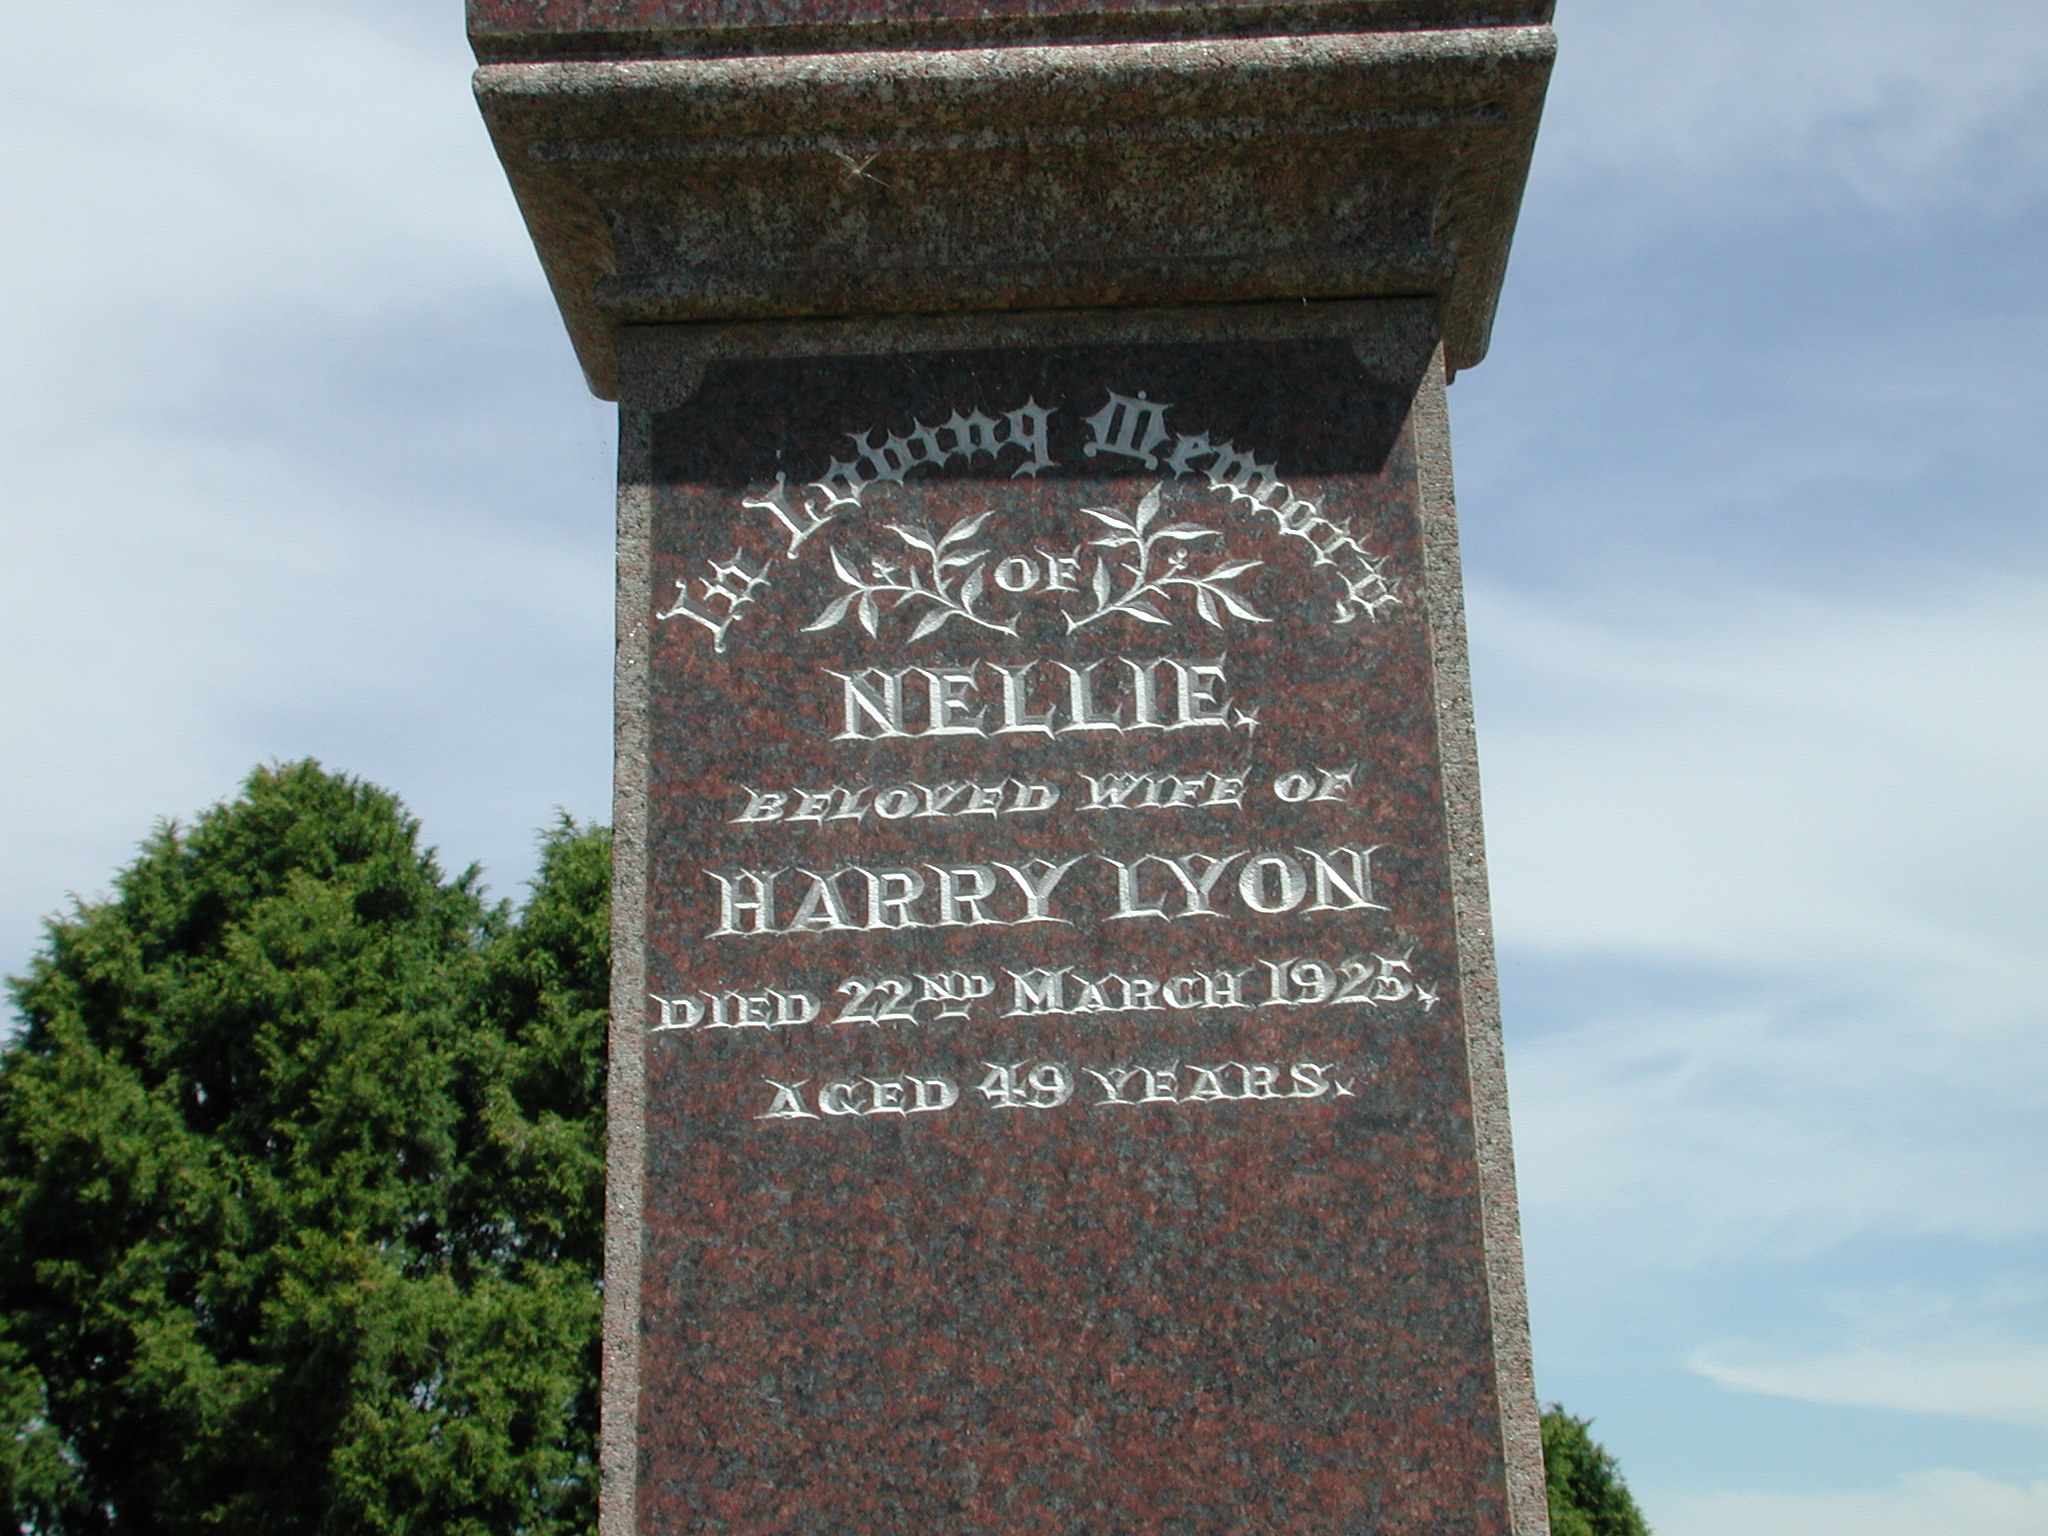 In Loving Memory
OF
NELLIE,
BELOVED WIFE OF
HARRY LYON
DIED 22ND MARCH 1925,
AGED 49 YEARS.